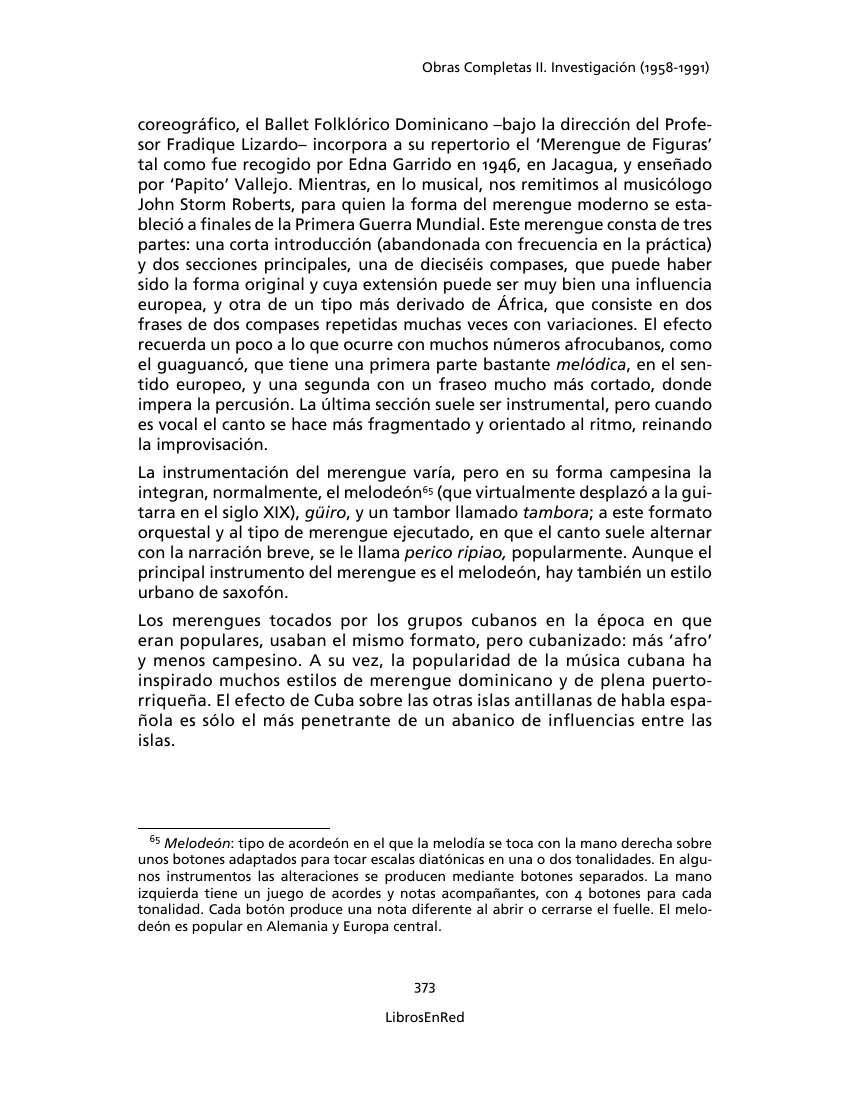 Obras Completas II. Investigación (1958-1991)
coreográfico, el Ballet Folklórico Dominicano –bajo la dirección del Profe-
sor Fradique Lizardo– incorpora a su repertorio el ‘Merengue de Figuras’
tal como fue recogido por Edna Garrido en 1946, en Jacagua, y enseñado
por ‘Papito’ Vallejo. Mientras, en lo musical, nos remitimos al musicólogo
John Storm Roberts, para quien la forma del merengue moderno se esta-
bleció a finales de la Primera Guerra Mundial. Este merengue consta de tres
partes: una corta introducción (abandonada con frecuencia en la práctica)
y dos secciones principales, una de dieciséis compases, que puede haber
sido la forma original y cuya extensión puede ser muy bien una influencia
europea, y otra de un tipo más derivado de África, que consiste en dos
frases de dos compases repetidas muchas veces con variaciones. El efecto
recuerda un poco a lo que ocurre con muchos números afrocubanos, como
el guaguancó, que tiene una primera parte bastante melódica, en el sen-
tido europeo, y una segunda con un fraseo mucho más cortado, donde
impera la percusión. La última sección suele ser instrumental, pero cuando
es vocal el canto se hace más fragmentado y orientado al ritmo, reinando
la improvisación.
La instrumentación del merengue varía, pero en su forma campesina la
integran, normalmente, el melodeón65 (que virtualmente desplazó a la gui-
tarra en el siglo XIX), güiro, y un tambor llamado tambora; a este formato
orquestal y al tipo de merengue ejecutado, en que el canto suele alternar
con la narración breve, se le llama perico ripiao, popularmente. Aunque el
principal instrumento del merengue es el melodeón, hay también un estilo
urbano de saxofón.
Los merengues tocados por los grupos cubanos en la época en que
eran populares, usaban el mismo formato, pero cubanizado: más ‘afro’
y menos campesino. A su vez, la popularidad de la música cubana ha
inspirado muchos estilos de merengue dominicano y de plena puerto-
rriqueña. El efecto de Cuba sobre las otras islas antillanas de habla espa-
ñola es sólo el más penetrante de un abanico de influencias entre las
islas.
65 Melodeón: tipo de acordeón en el que la melodía se toca con la mano derecha sobre
unos botones adaptados para tocar escalas diatónicas en una o dos tonalidades. En algu-
nos instrumentos las alteraciones se producen mediante botones separados. La mano
izquierda tiene un juego de acordes y notas acompañantes, con 4 botones para cada
tonalidad. Cada botón produce una nota diferente al abrir o cerrarse el fuelle. El melo-
deón es popular en Alemania y Europa central.
373
LibrosEnRed